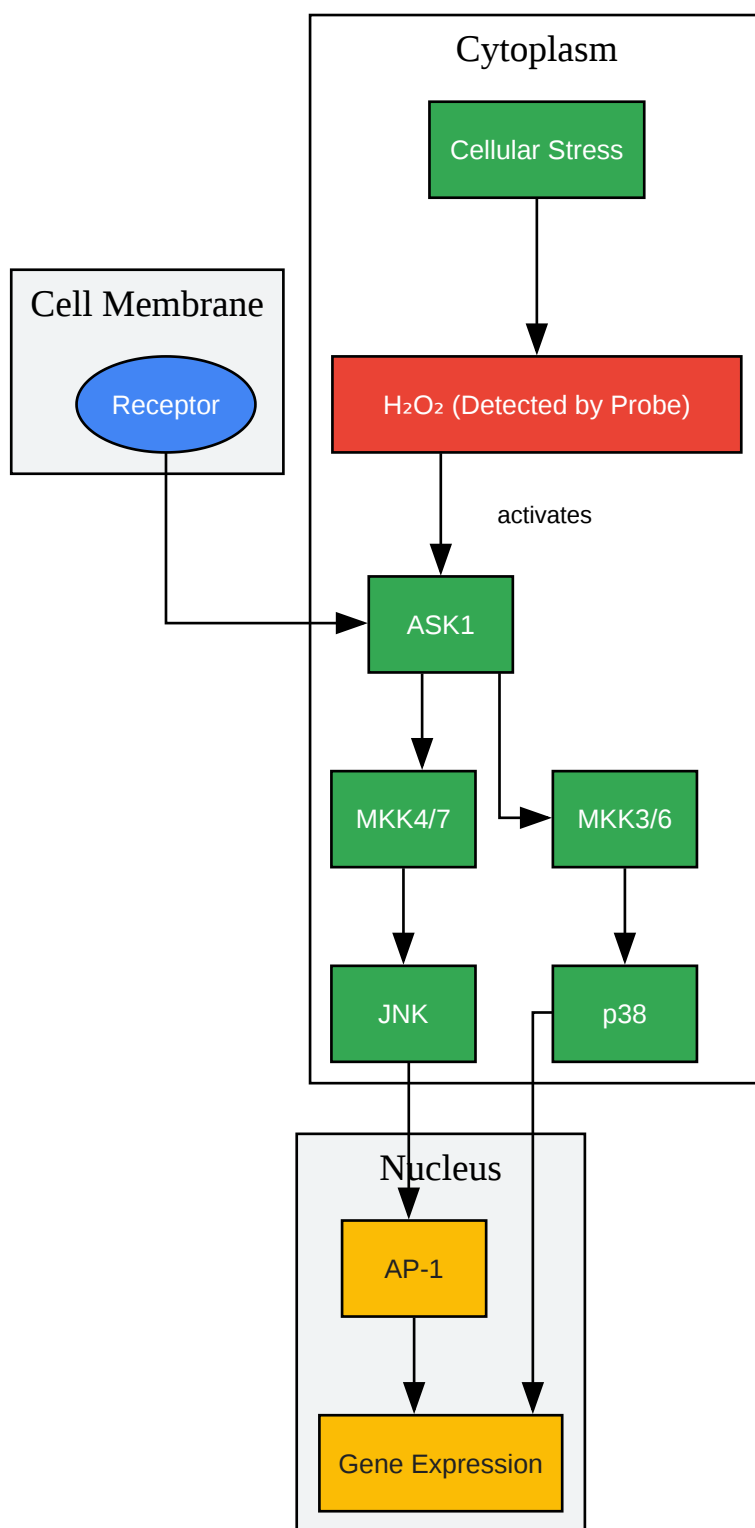 Cytoplasm
Cellular Stress
Cell Membrane
Receptor
H₂O₂ (Detected by Probe)
activates
ASK1
MKK4/7
MKK3/6
JNK
p38
Nucleus
AP-1
Gene Expression